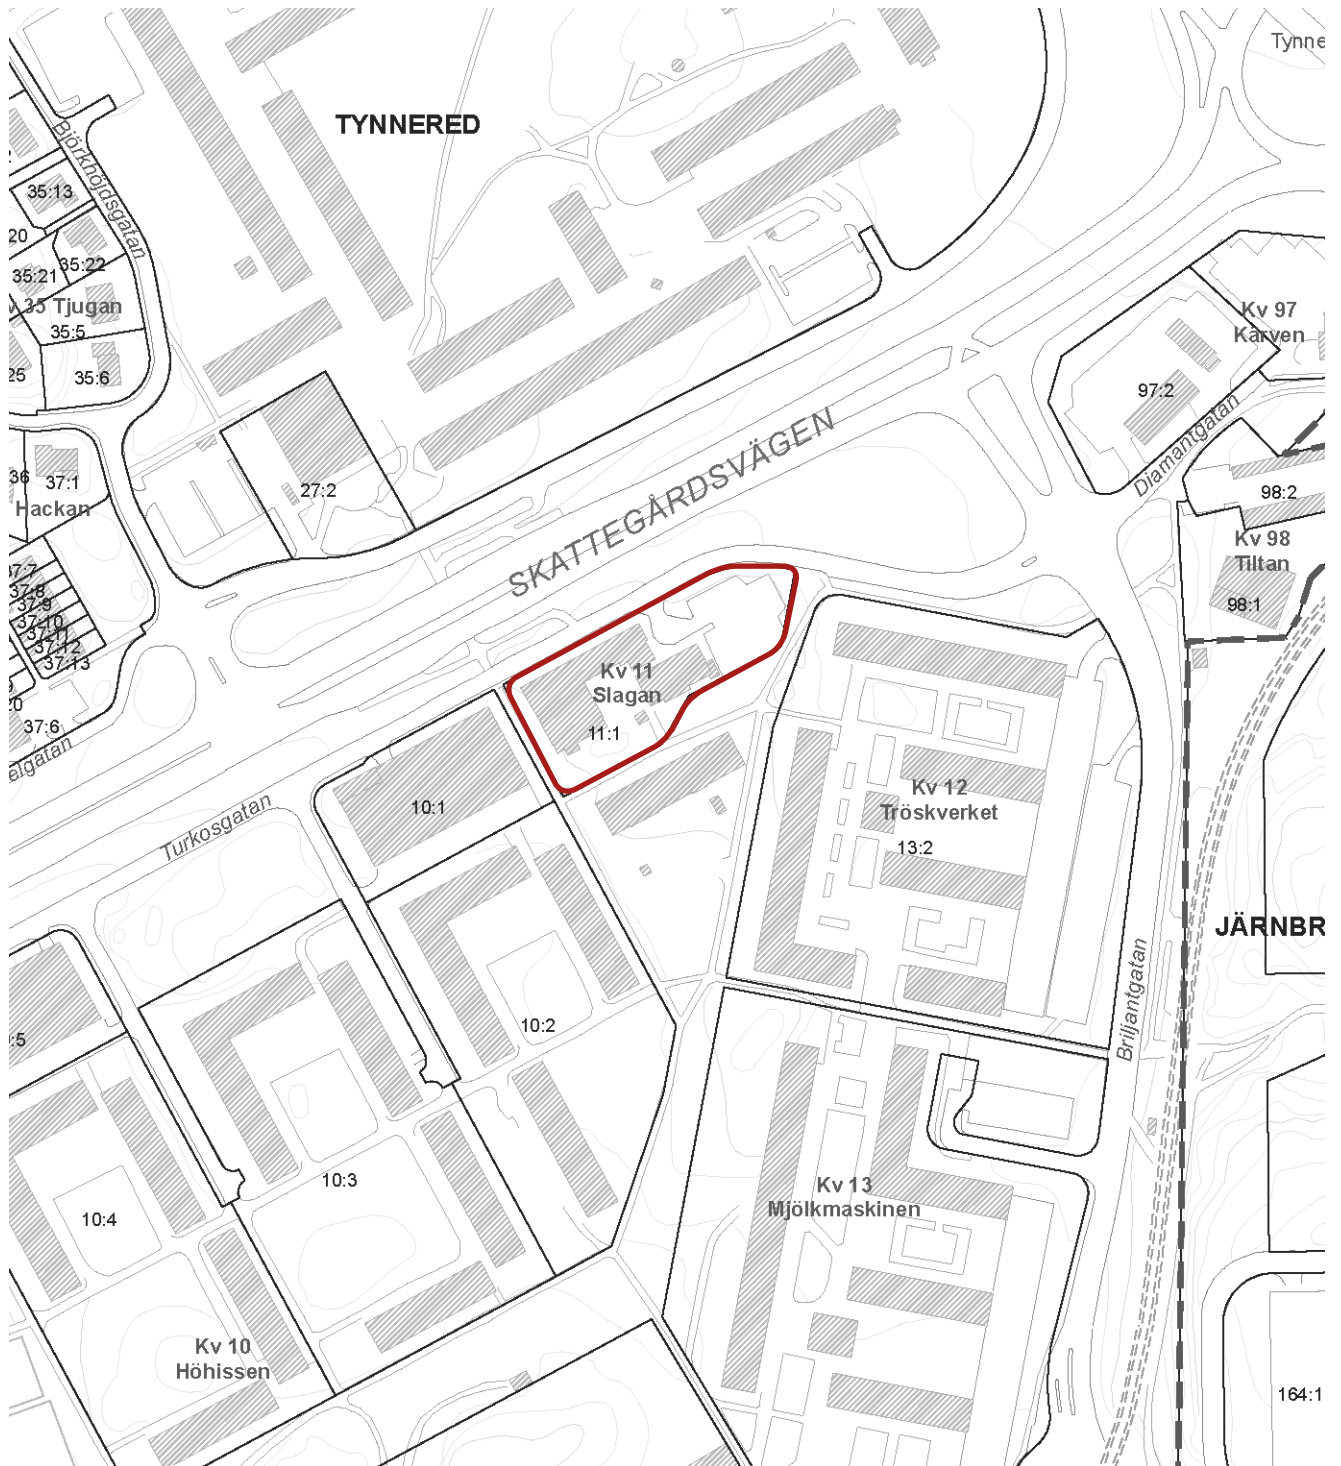 Tynne
TYNNERED
Björkhöjdsgatan
35:13
20
35:22
35:21
35 Tjugan
35:5
Kv 97
Kärven
25
35:6
97:2
Diamantgatan
SKATTEGÅRDSVÄGEN
36
37:1
Hackan
27:2
98:2
Kv 98
Tiltan
37:7
37:8
37:9
37:10
37:11
37:12
37:13
98:1
Kv 11
Slagan
11:1
20
37:6
elgatan
10:1
Turkosgatan
Kv 12
Tröskverket
13:2
JÄRNBR
Briljantgatan
:5
10:2
10:3
10:4
Kv 13
Mjölkmaskinen
Kv 10
Höhissen
164:1